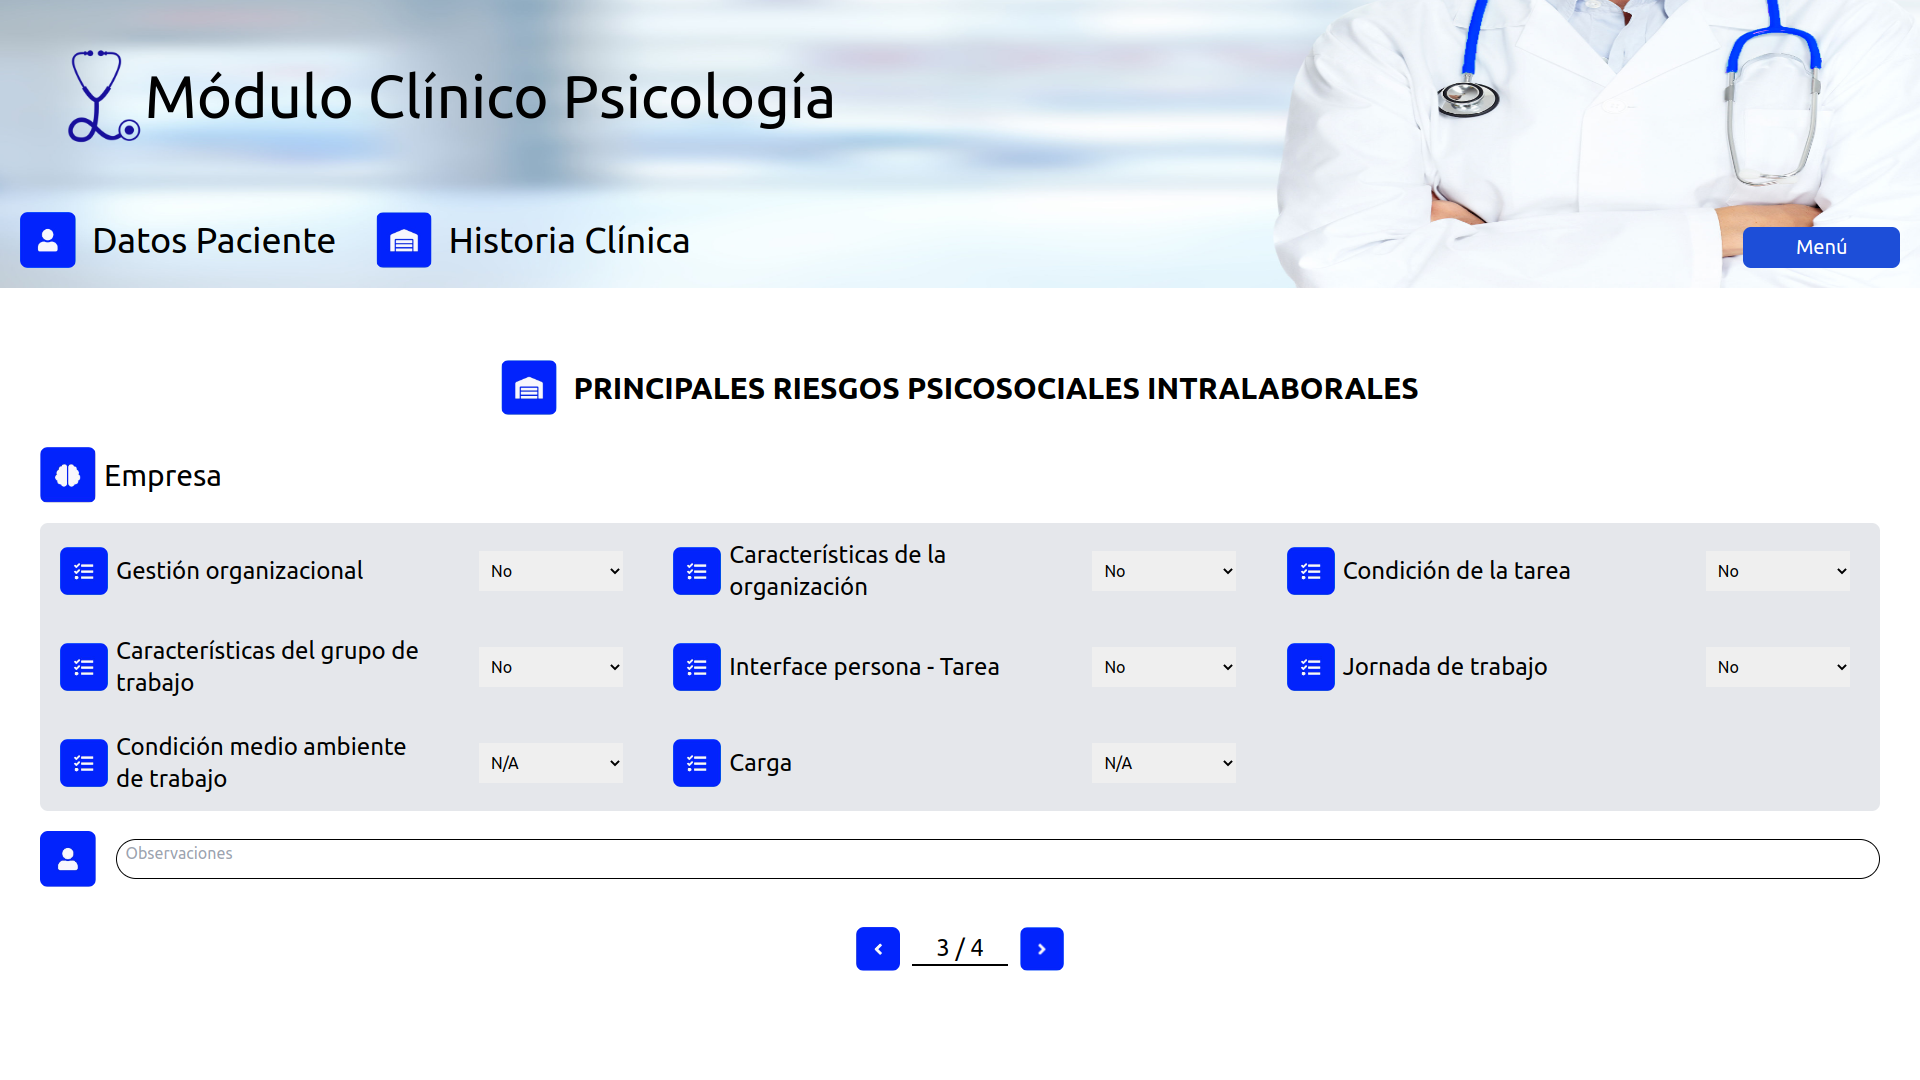 Módulo Clínico Psicología
Datos Paciente
Historia Clínica
Menú
PRINCIPALES RIESGOS PSICOSOCIALES INTRALABORALES
Empresa
Gestión organizacional
No
Características de la
organización
No
Condición de la tarea
No
Características del grupo de
trabajo
No
Interface persona - Tarea
No
Jornada de trabajo
No
Condición medio ambiente
de trabajo
N/A
Carga
N/A
Observaciones
3 / 4